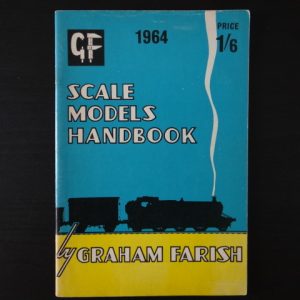 GF
1964
PRICE
1/6
SCALE
MODELS
HANDBOOK
by GRAHAM FARISH